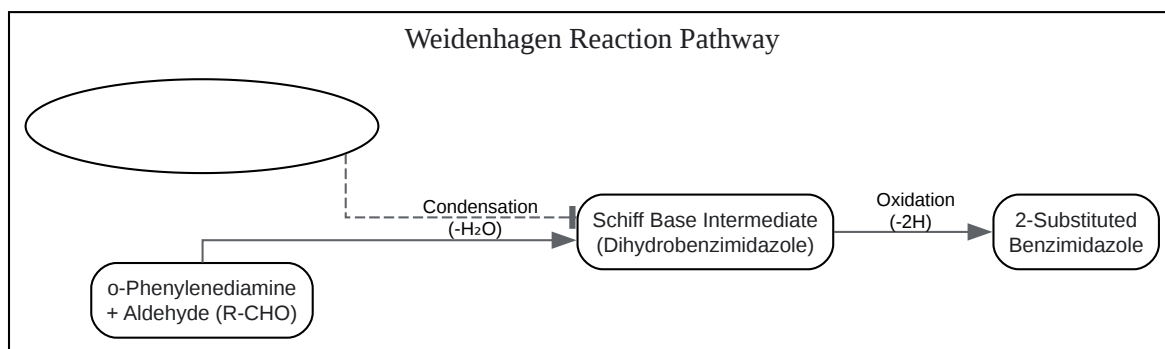 Weidenhagen Reaction Pathway
Condensation
(-H₂O)
Schiff Base Intermediate
(Dihydrobenzimidazole)
Oxidation
(-2H)
2-Substituted
Benzimidazole
o-Phenylenediamine
+ Aldehyde (R-CHO)